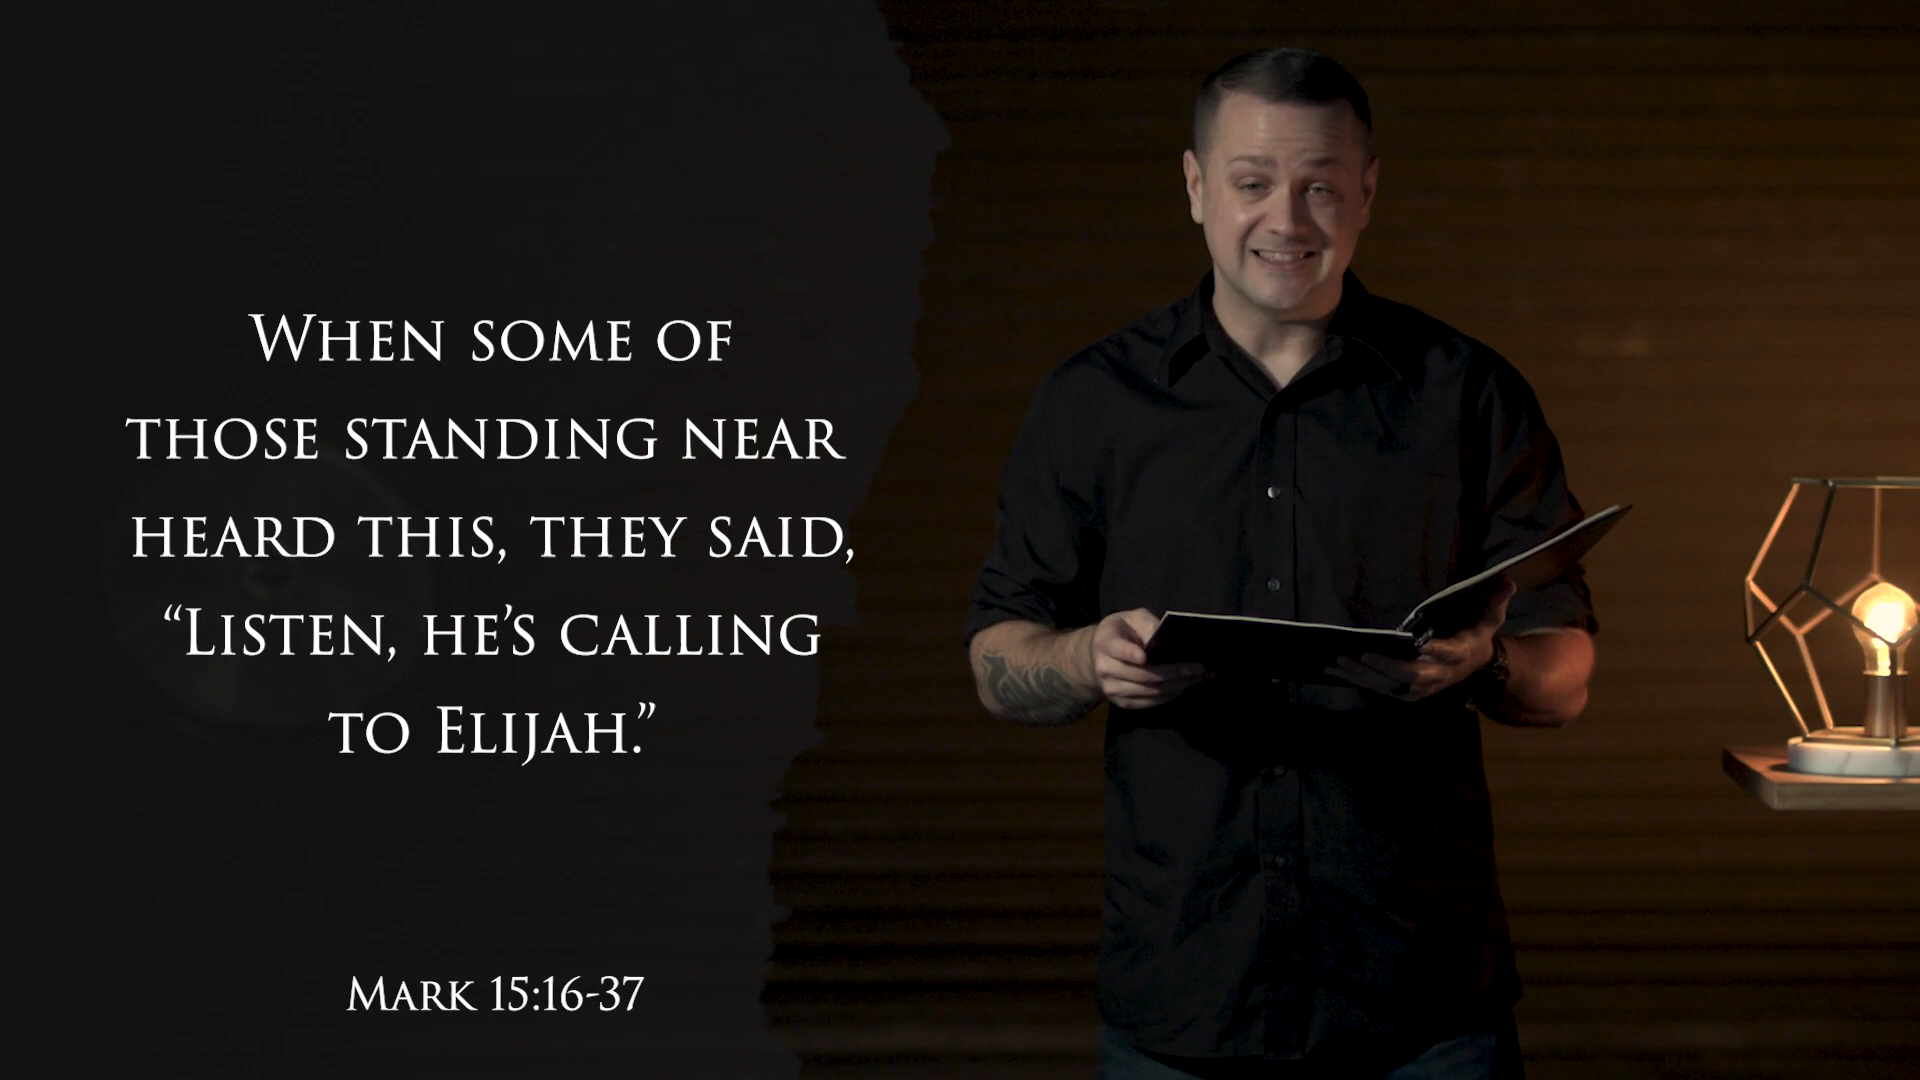 When some of
those standing near
heard this, they said,
“Listen, he’s calling
to Elijah.”
Mark 15:16-37